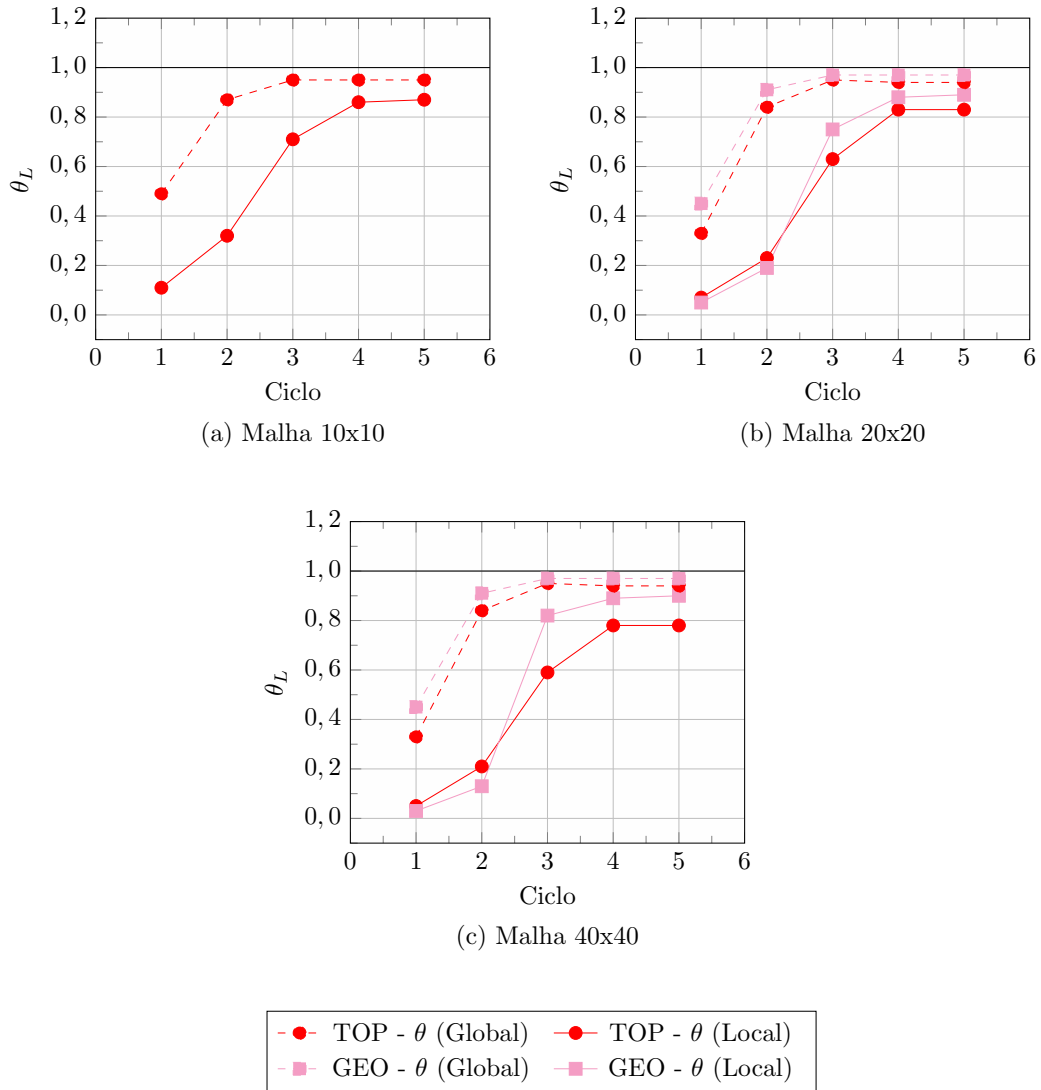 1, 2
1, 0
0, 8
0, 6
0, 4
0, 2
0, 0
θ_L
0 1 2 3 4 5 6
Ciclo
(a) Malha 10x10
1, 2
1, 0
0, 8
0, 6
0, 4
0, 2
0, 0
θ_L
0 1 2 3 4 5 6
Ciclo
(b) Malha 20x20
1, 2
1, 0
0, 8
0, 6
0, 4
0, 2
0, 0
θ_L
0 1 2 3 4 5 6
Ciclo
(c) Malha 40x40
TOP - θ (Global) TOP - θ (Local)
GEO - θ (Global) GEO - θ (Local)